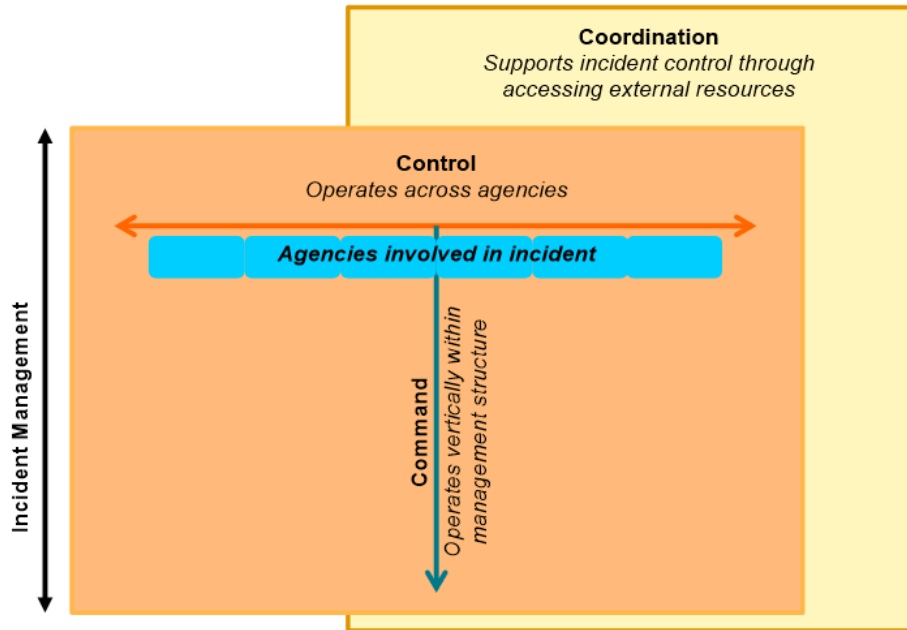 Coordination
Supports incident control through
accessing external resources
Control
Operates across agencies
Agencies involved in incident
Incident Management
Command
Operates vertically within
management structure